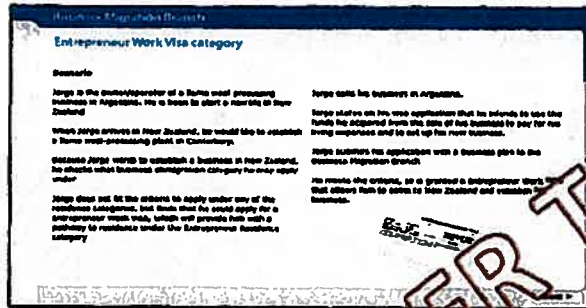 Business Migration Branch
Entrepreneur Work Visa category
Scenario
Jorge is the owner/operator of a llama wool processing
business in Argentina. He is keen to start a new life in New
Zealand
When Jorge arrives in New Zealand, he would like to establish
a llama wool-processing plant in Canterbury.
Because Jorge wants to establish a business in New Zealand,
he checks what business immigration category he may apply
under
Jorge does not fit the criteria to apply under any of the
residence categories, but finds that he could apply for a
entrepreneur work visa, which will provide him with a
pathway to residence under the Entrepreneur Residence
category
Jorge sells his business in Argentina.
Jorge states on his visa application that he intends to use the
funds he acquired from the sale of his business to pay for his
living expenses and to set up his new business.
Jorge submits his application with a business plan to the
Business Migration Branch
He meets the criteria, so is granted a Entrepreneur Work
that allows him to come to New Zealand and establish
business.
ERT